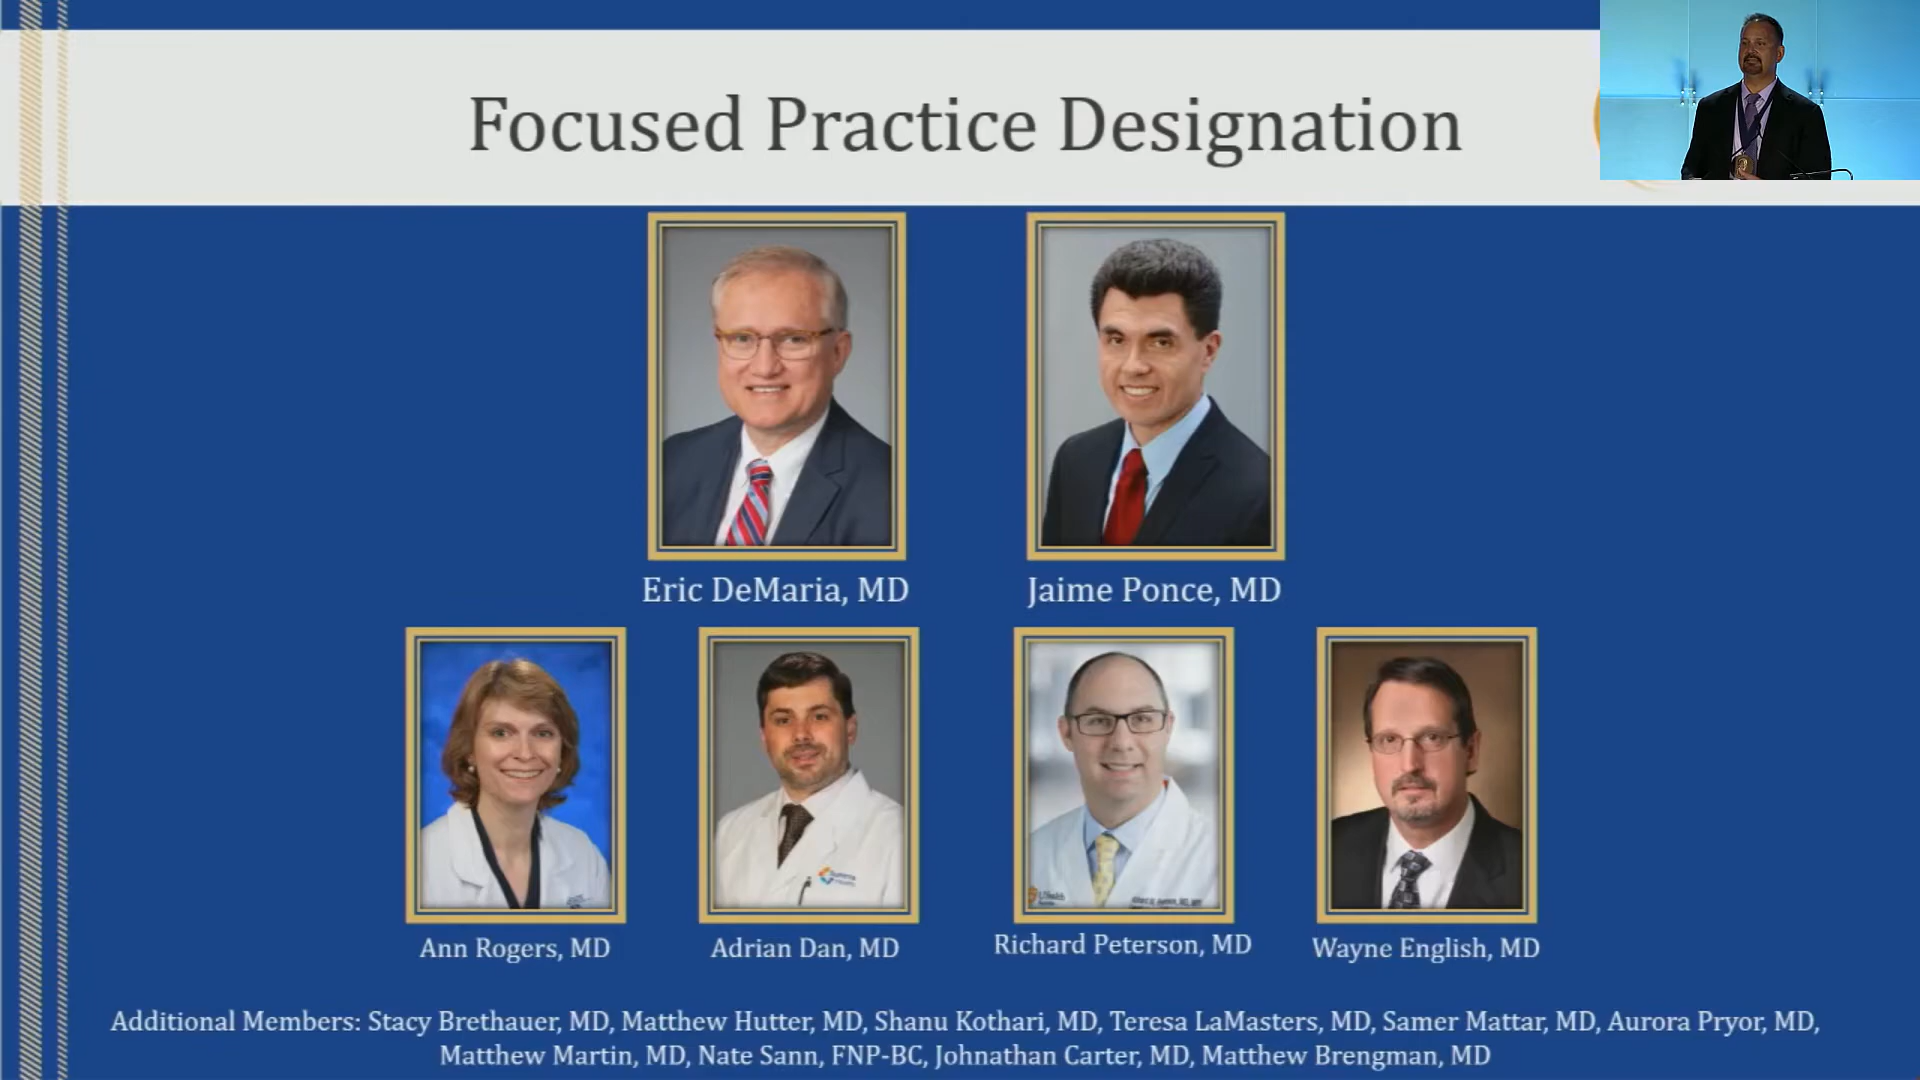 Focused Practice Designation
Eric DeMaria, MD
Jaime Ponce, MD
Ann Rogers, MD
Adrian Dan, MD
Richard Peterson, MD
Wayne English, MD
Additional Members: Stacy Brethauer, MD, Matthew Hutter, MD, Shanu Kothari, MD, Teresa LaMasters, MD, Samer Mattar, MD, Aurora Pryor, MD,
Matthew Martin, MD, Nate Sann, FNP-BC, Johnathan Carter, MD, Matthew Brengman, MD